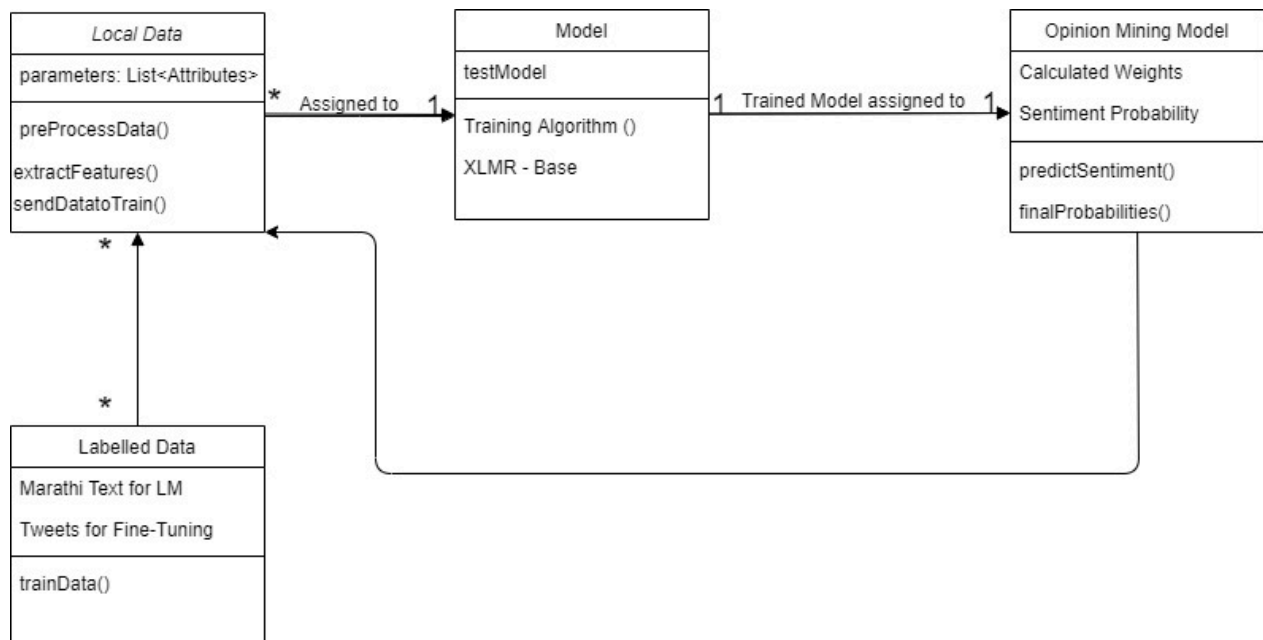 Local Data
parameters: List<Attributes>
preProcessData()
extractFeatures()
sendDatatoTrain()
* Assigned to 1
Model
testModel
Training Algorithm ()
XLMR - Base
1 Trained Model assigned to 1
Opinion Mining Model
Calculated Weights
Sentiment Probability
predictSentiment()
finalProbabilities()
*
*
Labelled Data
Marathi Text for LM
Tweets for Fine-Tuning
trainData()